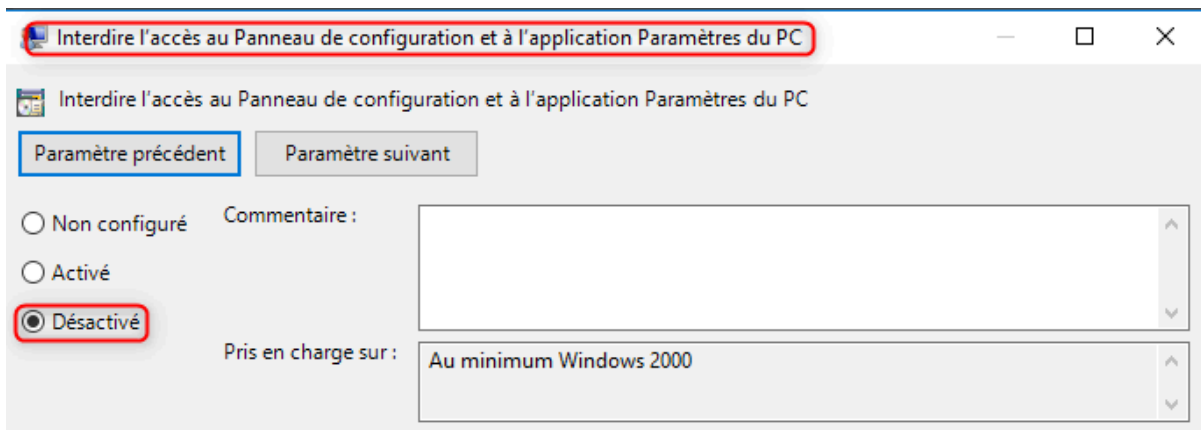 Interdire l'accès au Panneau de configuration et à l'application Paramètres du PC
Interdire l'accès au Panneau de configuration et à l'application Paramètres du PC
Paramètre précédent Paramètre suivant
Non configuré Commentaire :
Activé
Désactivé
Pris en charge sur : Au minimum Windows 2000